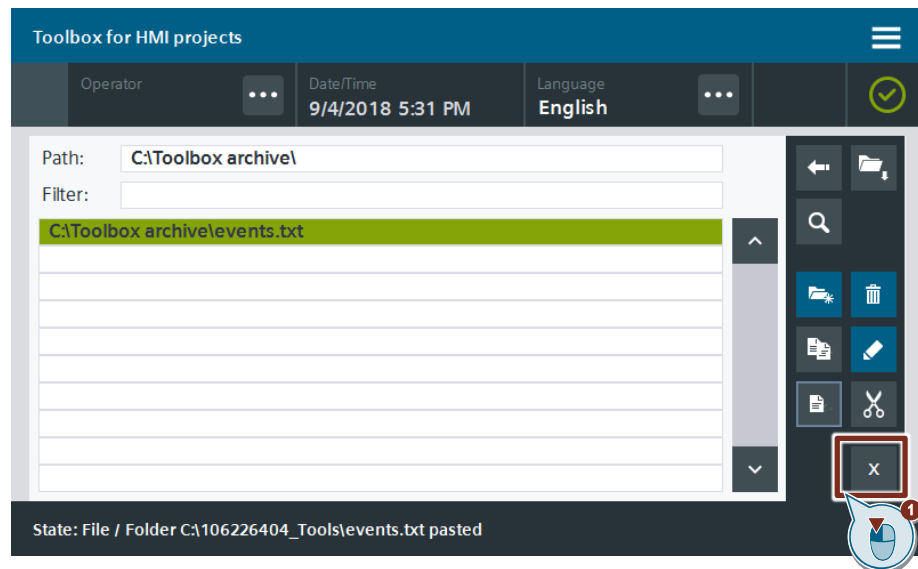 Toolbox for HMI projects
Operator
Date/Time
9/4/2018 5:31 PM
Language
English
Path: C:\Toolbox archive\
Filter:
C:\Toolbox archive\events.txt
X
1
State: File / Folder C:\106226404_Tools\events.txt pasted